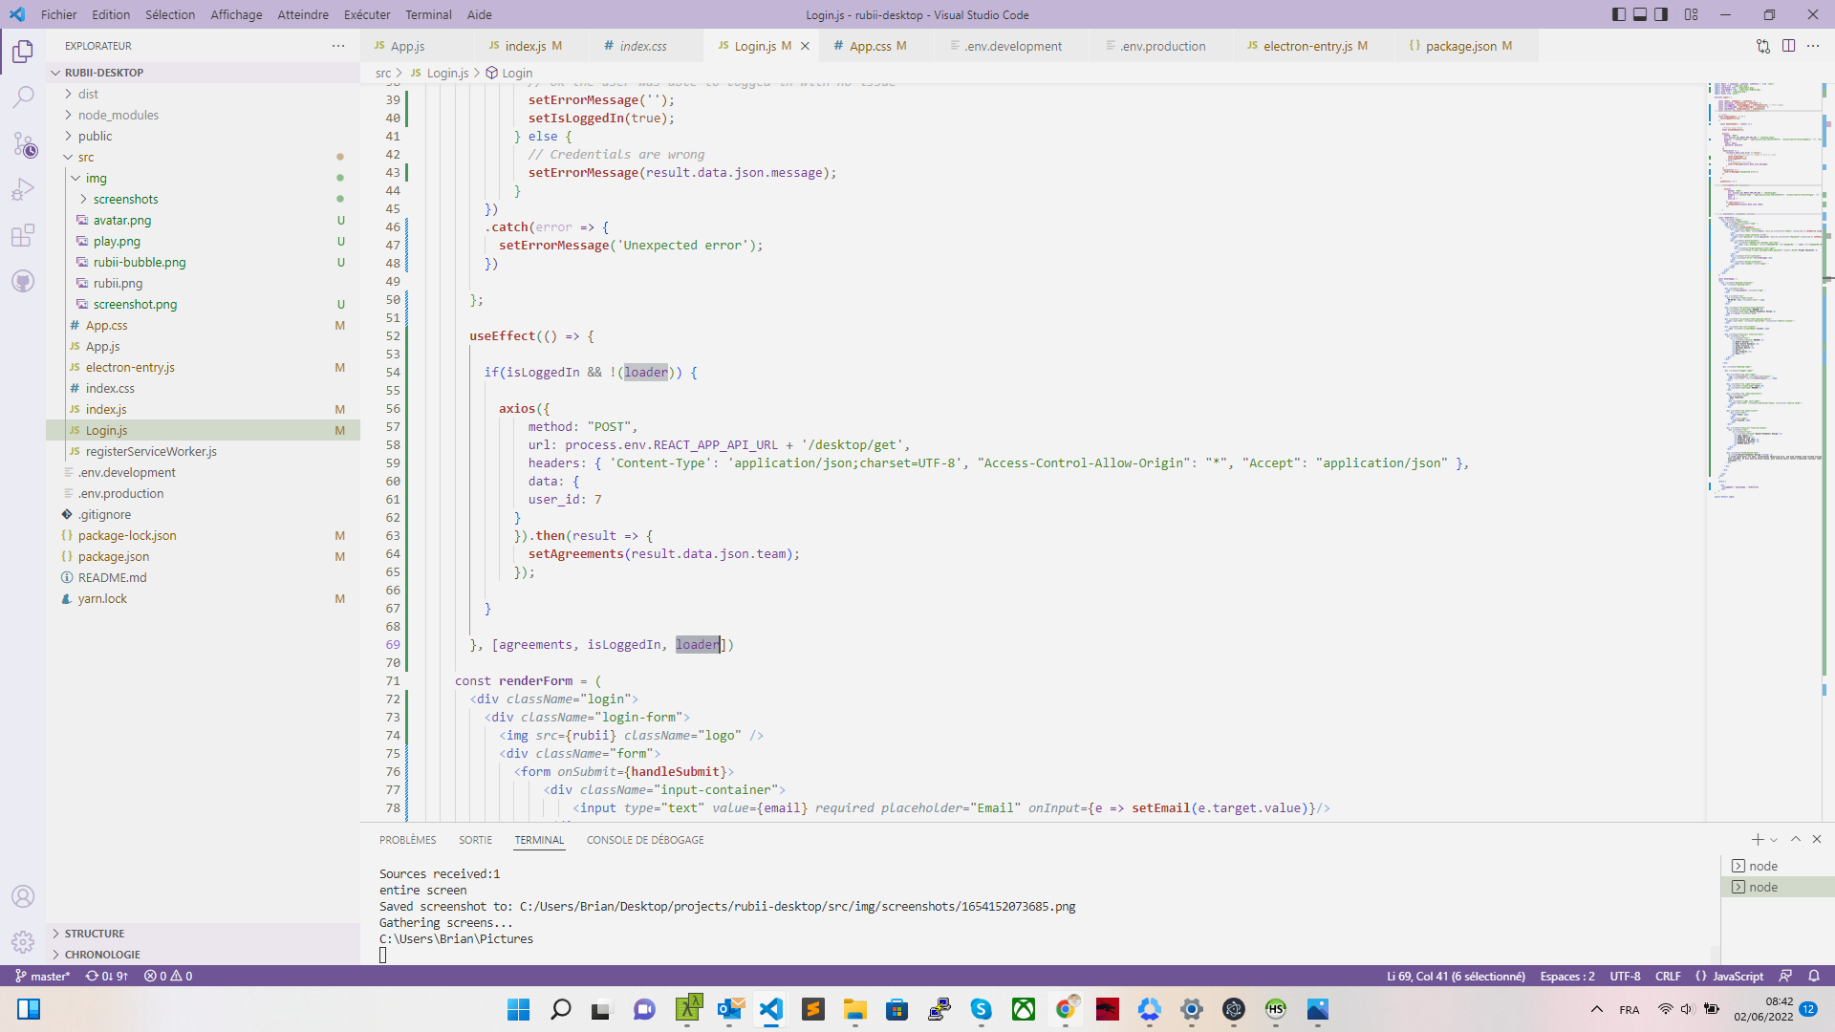 Fichier Edition Sélection Affichage Atteindre Exécuter Terminal Aide
Login.js - rubii-desktop - Visual Studio Code
EXPLORATEUR
RUBII-DESKTOP
dist
node_modules
public
src
img
screenshots
avatar.png U
play.png U
rubii-bubble.png U
rubii.png
screenshot.png U
App.css M
App.js
electron-entry.js M
index.css
index.js M
Login.js M
registerServiceWorker.js
.env.development
.env.production
.gitignore
package-lock.json M
package.json M
README.md
yarn.lock M
STRUCTURE
CHRONOLOGIE
JS App.js
JS index.js M
# index.css
JS Login.js M
# App.css M
.env.development
.env.production
JS electron-entry.js M
{} package.json M
src > JS Login.js > Login
39 setErrorMessage('');
40 setIsLoggedIn(true);
41 } else {
42 // Credentials are wrong
43 setErrorMessage(result.data.json.message);
44 }
45 })
46 .catch(error => {
47 setErrorMessage('Unexpected error');
48 })
49
50 };
51
52 useEffect(() => {
53
54 if(isLoggedIn && !(loader)) {
55
56 axios({
57 method: "POST",
58 url: process.env.REACT_APP_API_URL + '/desktop/get',
59 headers: { 'Content-Type': 'application/json;charset=UTF-8', "Access-Control-Allow-Origin": "*", "Accept": "application/json" },
60 data: {
61 user_id: 7
62 }
63 }).then(result => {
64 setAgreements(result.data.json.team);
65 });
66
67 }
68
69 }, [agreements, isLoggedIn, loader])
70
71 const renderForm = (
72 <div className="login">
73 <div className="login-form">
74 <img src={rubii} className="logo" />
75 <div className="form">
76 <form onSubmit={handleSubmit}>
77 <div className="input-container">
78 <input type="text" value={email} required placeholder="Email" onInput={e => setEmail(e.target.value)}/>
PROBLÈMES SORTIE TERMINAL CONSOLE DE DÉBOGAGE
Sources received:1
entire screen
Saved screenshot to: C:/Users/Brian/Desktop/projects/rubii-desktop/src/img/screenshots/1654152073685.png
Gathering screens...
C:\Users\Brian\Pictures
node
node
master* 0↓ 9↑ 0 0
Li 69, Col 41 (6 sélectionné) Espaces : 2 UTF-8 CRLF {} JavaScript
FRA
08:42
02/06/2022
12